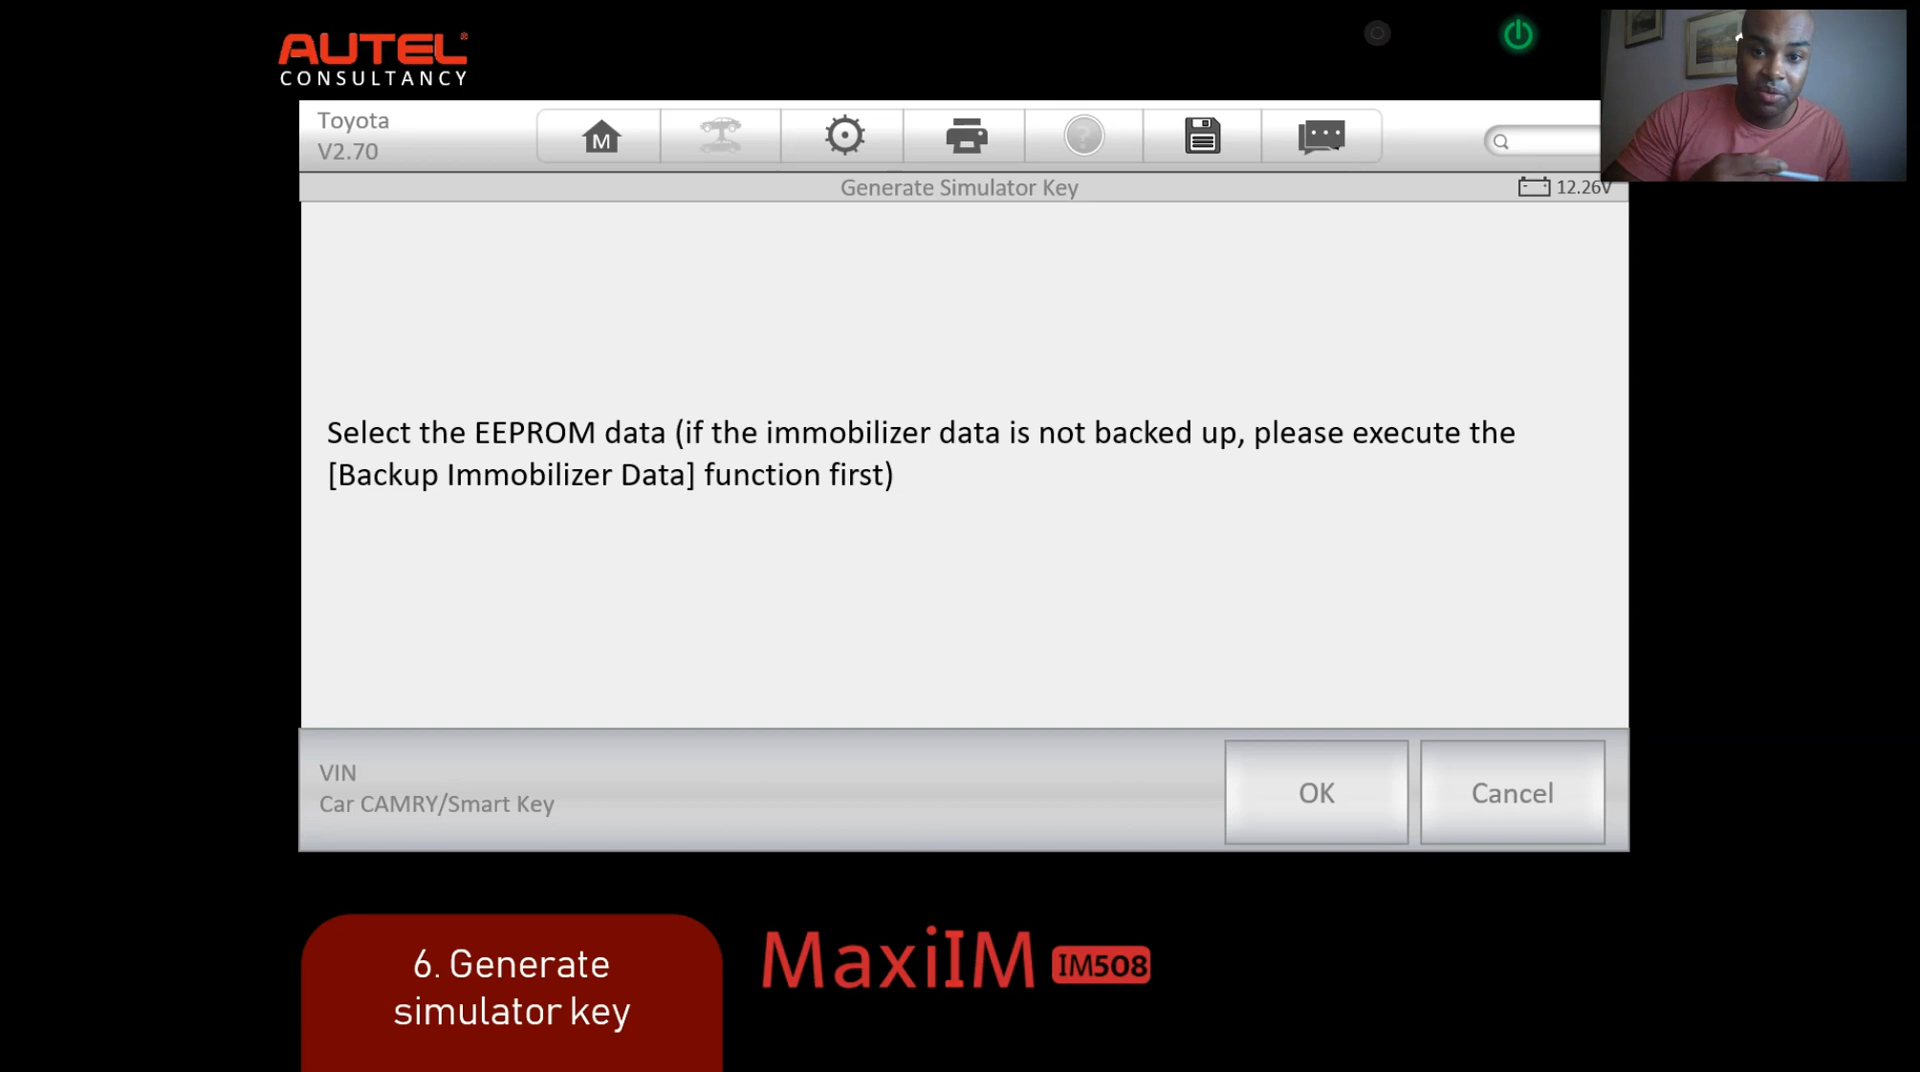 AUTEL®
CONSULTANCY
Toyota
V2.70
M
?
Generate Simulator Key
12.26V
Select the EEPROM data (if the immobilizer data is not backed up, please execute the
[Backup Immobilizer Data] function first)
VIN
Car CAMRY/Smart Key
OK
Cancel
6. Generate
simulator key
MaxiIM IM508